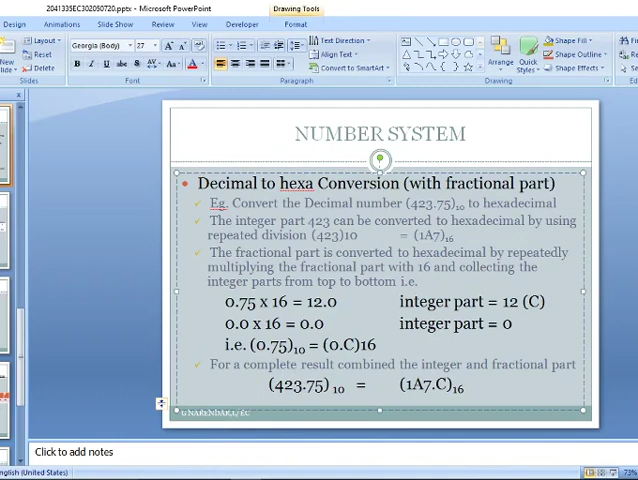 2041335EC302050720.pptx - Microsoft PowerPoint
Drawing Tools
Design Animations Slide Show Review View Developer Format
Layout Georgia (Body) 27 Text Direction Shape Fill
Reset Align Text Shape Outline
New Slide Delete Convert to SmartArt Arrange Quick Styles Shape Effects
Slides Font Paragraph Drawing
NUMBER SYSTEM
Decimal to hexa Conversion (with fractional part)
Eg. Convert the Decimal number (423.75)10 to hexadecimal
The integer part 423 can be converted to hexadecimal by using
repeated division (423)10 = (1A7)16
The fractional part is converted to hexadecimal by repeatedly
multiplying the fractional part with 16 and collecting the
integer parts from top to bottom i.e.
0.75 x 16 = 12.0 integer part = 12 (C)
0.0 x 16 = 0.0 integer part = 0
i.e. (0.75)10 = (0.C)16
For a complete result combined the integer and fractional part
(423.75) 10 = (1A7.C)16
Click to add notes
English (United States) 73%